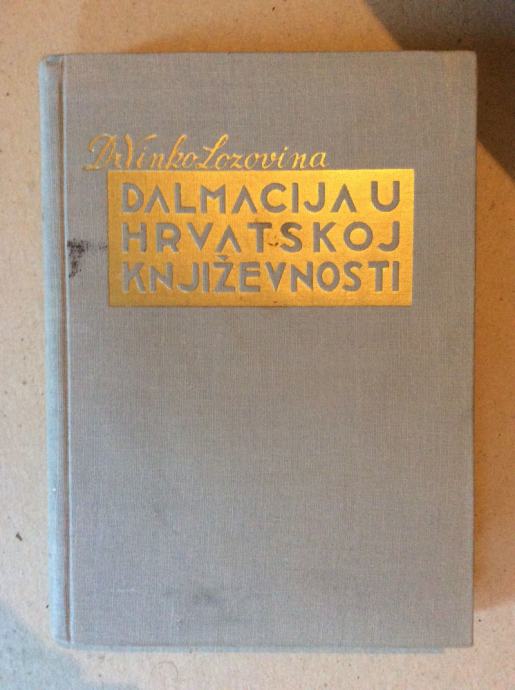 Dr Vinko Lozovina
DALMACIJA U
HRVATSKOJ
KNJIŽEVNOSTI